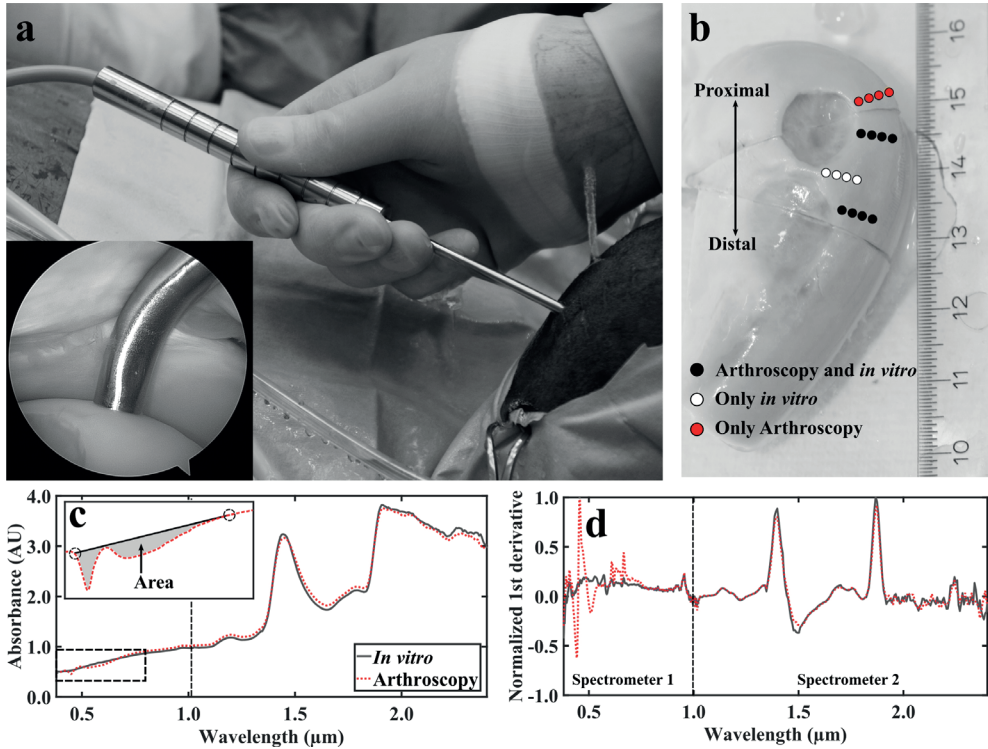 a
b
Proximal
Distal
16
15
14
13
12
11
10
Arthroscopy and in vitro
Only in vitro
Only Arthroscopy
c
Absorbance (AU)
4.0
3.0
2.0
1.0
0.0
Area
In vitro
Arthroscopy
0.5 1.0 1.5 2.0
Wavelength (µm)
d
Normalized 1st derivative
1.0
0.5
0.0
-0.5
-1.0
Spectrometer 1
Spectrometer 2
0.5 1.0 1.5 2.0
Wavelength (µm)